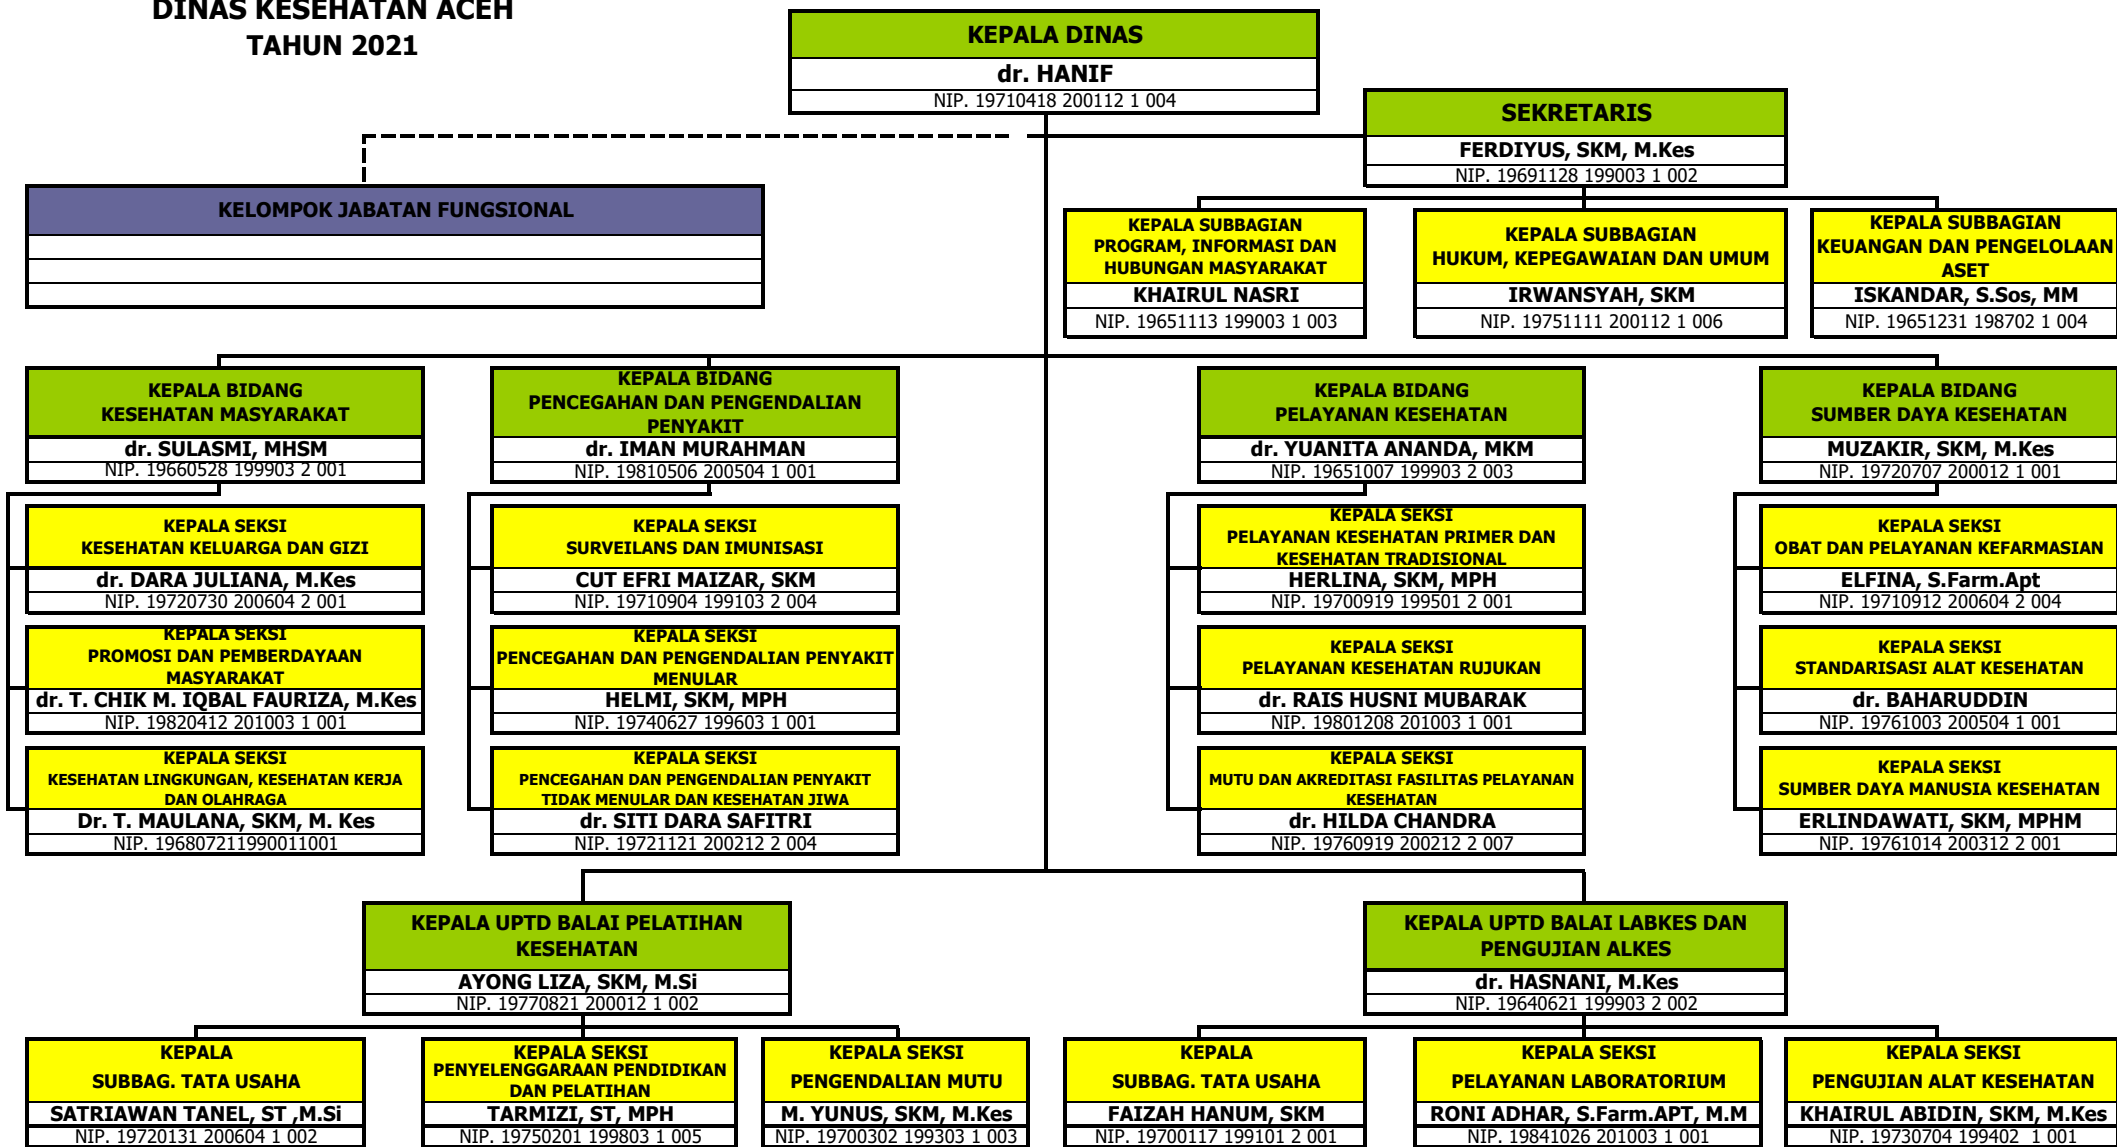 DINAS KESEHATAN ACEH
TAHUN 2021
KEPALA DINAS
dr. HANIF
NIP. 19710418 200112 1 004
SEKRETARIS
FERDIYUS, SKM, M.Kes
NIP. 19691128 199003 1 002
KELOMPOK JABATAN FUNGSIONAL
KEPALA SUBBAGIAN
PROGRAM, INFORMASI DAN
HUBUNGAN MASYARAKAT
KHAIRUL NASRI
NIP. 19651113 199003 1 003
KEPALA SUBBAGIAN
HUKUM, KEPEGAWAIAN DAN UMUM
IRWANSYAH, SKM
NIP. 19751111 200112 1 006
KEPALA SUBBAGIAN
KEUANGAN DAN PENGELOLAAN
ASET
ISKANDAR, S.Sos, MM
NIP. 19651231 198702 1 004
KEPALA BIDANG
KESEHATAN MASYARAKAT
dr. SULASMI, MHSM
NIP. 19660528 199903 2 001
KEPALA SEKSI
KESEHATAN KELUARGA DAN GIZI
dr. DARA JULIANA, M.Kes
NIP. 19720730 200604 2 001
KEPALA SEKSI
PROMOSI DAN PEMBERDAYAAN
MASYARAKAT
dr. T. CHIK M. IQBAL FAURIZA, M.Kes
NIP. 19820412 201003 1 001
KEPALA SEKSI
KESEHATAN LINGKUNGAN, KESEHATAN KERJA
DAN OLAHRAGA
Dr. T. MAULANA, SKM, M. Kes
NIP. 196807211990011001
KEPALA BIDANG
PENCEGAHAN DAN PENGENDALIAN
PENYAKIT
dr. IMAN MURAHMAN
NIP. 19810506 200504 1 001
KEPALA SEKSI
SURVEILANS DAN IMUNISASI
CUT EFRI MAIZAR, SKM
NIP. 19710904 199103 2 004
KEPALA SEKSI
PENCEGAHAN DAN PENGENDALIAN PENYAKIT
MENULAR
HELMI, SKM, MPH
NIP. 19740627 199603 1 001
KEPALA SEKSI
PENCEGAHAN DAN PENGENDALIAN PENYAKIT
TIDAK MENULAR DAN KESEHATAN JIWA
dr. SITI DARA SAFITRI
NIP. 19721121 200212 2 004
KEPALA BIDANG
PELAYANAN KESEHATAN
dr. YUANITA ANANDA, MKM
NIP. 19651007 199903 2 003
KEPALA SEKSI
PELAYANAN KESEHATAN PRIMER DAN
KESEHATAN TRADISIONAL
HERLINA, SKM, MPH
NIP. 19700919 199501 2 001
KEPALA SEKSI
PELAYANAN KESEHATAN RUJUKAN
dr. RAIS HUSNI MUBARAK
NIP. 19801208 201003 1 001
KEPALA SEKSI
MUTU DAN AKREDITASI FASILITAS PELAYANAN
KESEHATAN
dr. HILDA CHANDRA
NIP. 19760919 200212 2 007
KEPALA BIDANG
SUMBER DAYA KESEHATAN
MUZAKIR, SKM, M.Kes
NIP. 19720707 200012 1 001
KEPALA SEKSI
OBAT DAN PELAYANAN KEFARMASIAN
ELFINA, S.Farm.Apt
NIP. 19710912 200604 2 004
KEPALA SEKSI
STANDARISASI ALAT KESEHATAN
dr. BAHARUDDIN
NIP. 19761003 200504 1 001
KEPALA SEKSI
SUMBER DAYA MANUSIA KESEHATAN
ERLINDAWATI, SKM, MPHM
NIP. 19761014 200312 2 001
KEPALA UPTD BALAI PELATIHAN
KESEHATAN
AYONG LIZA, SKM, M.Si
NIP. 19770821 200012 1 002
KEPALA
SUBBAG. TATA USAHA
SATRIAWAN TANEL, ST ,M.Si
NIP. 19720131 200604 1 002
KEPALA SEKSI
PENYELENGGARAAN PENDIDIKAN
DAN PELATIHAN
TARMIZI, ST, MPH
NIP. 19750201 199803 1 005
KEPALA SEKSI
PENGENDALIAN MUTU
M. YUNUS, SKM, M.Kes
NIP. 19700302 199303 1 003
KEPALA UPTD BALAI LABKES DAN
PENGUJIAN ALKES
dr. HASNANI, M.Kes
NIP. 19640621 199903 2 002
KEPALA
SUBBAG. TATA USAHA
FAIZAH HANUM, SKM
NIP. 19700117 199101 2 001
KEPALA SEKSI
PELAYANAN LABORATORIUM
RONI ADHAR, S.Farm.APT, M.M
NIP. 19841026 201003 1 001
KEPALA SEKSI
PENGUJIAN ALAT KESEHATAN
KHAIRUL ABIDIN, SKM, M.Kes
NIP. 19730704 199402 1 001